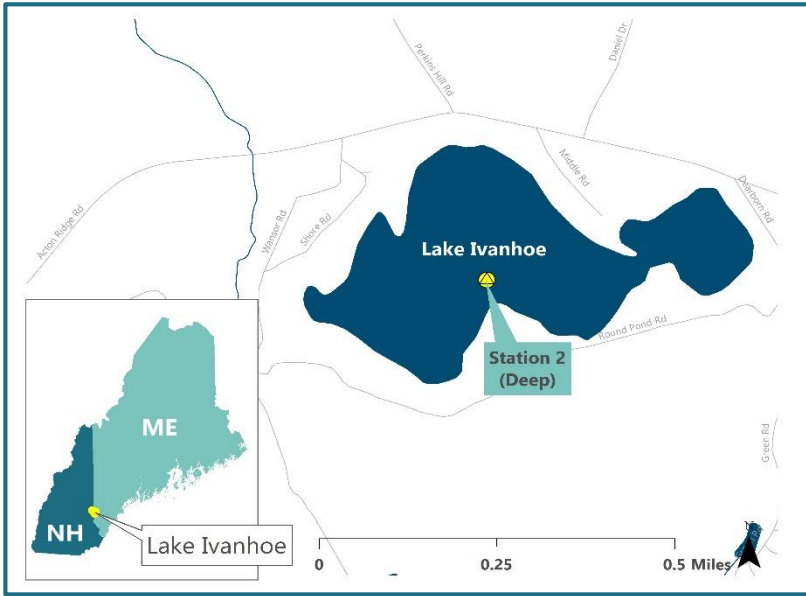 Perkins Hill Rd
Daniel Dr
Middle Rd
Dearborn Rd
Acton Ridge Rd
Wansor Rd
Shore Rd
Lake Ivanhoe
Round Pond Rd
Station 2
(Deep)
Green Rd
ME
NH
Lake Ivanhoe
N
0
0.25
0.5 Miles